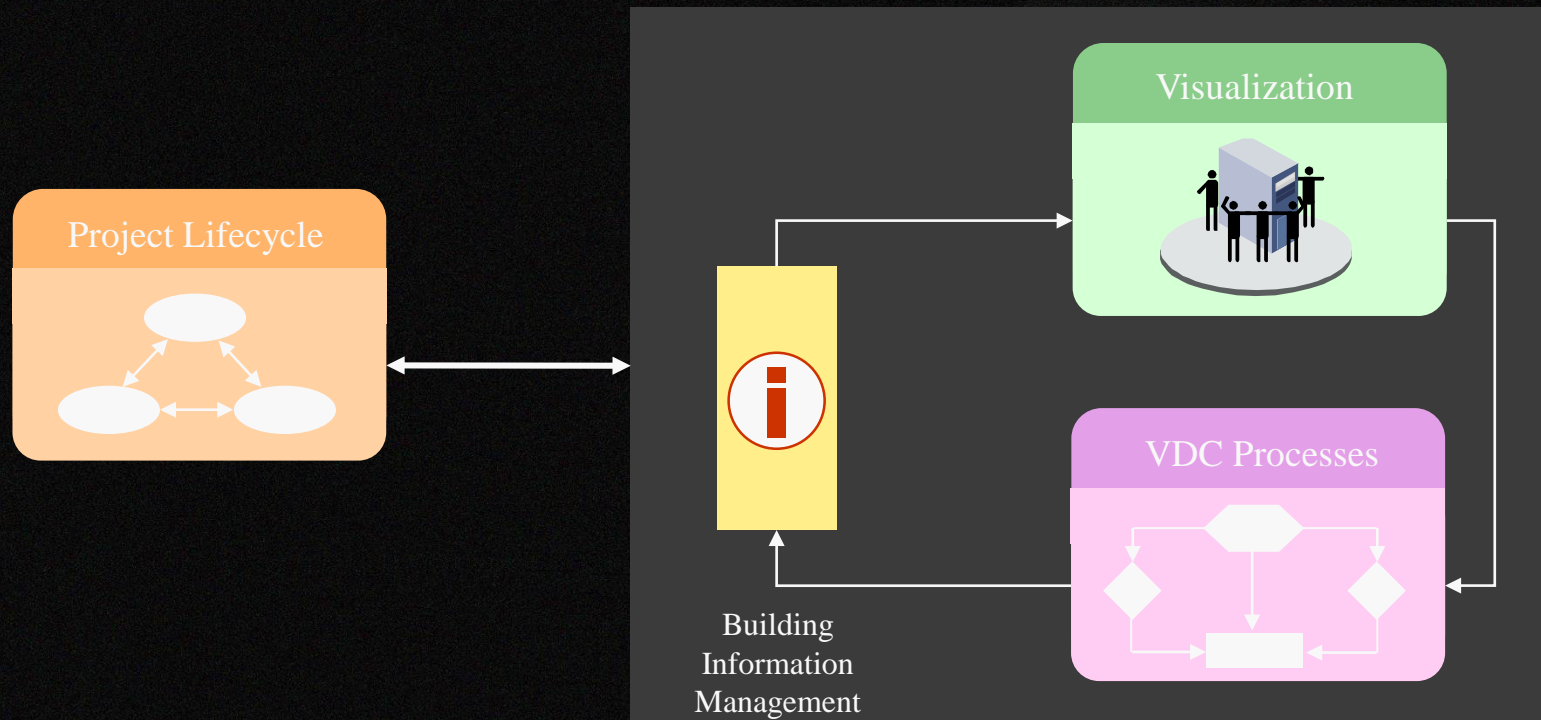 Visualization
Project Lifecycle
i
VDC Processes
Building
Information
Management